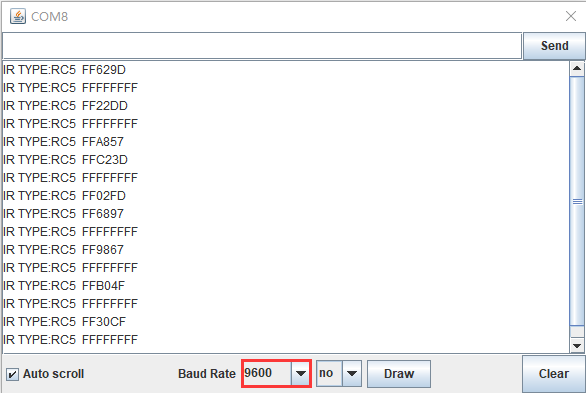 COM8
Send
IR TYPE:RC5 FF629D
IR TYPE:RC5 FFFFFFFF
IR TYPE:RC5 FF22DD
IR TYPE:RC5 FFFFFFFF
IR TYPE:RC5 FFA857
IR TYPE:RC5 FFC23D
IR TYPE:RC5 FFFFFFFF
IR TYPE:RC5 FF02FD
IR TYPE:RC5 FF6897
IR TYPE:RC5 FFFFFFFF
IR TYPE:RC5 FF9867
IR TYPE:RC5 FFFFFFFF
IR TYPE:RC5 FFB04F
IR TYPE:RC5 FFFFFFFF
IR TYPE:RC5 FF30CF
IR TYPE:RC5 FFFFFFFF
Auto scroll Baud Rate 9600 no Draw Clear